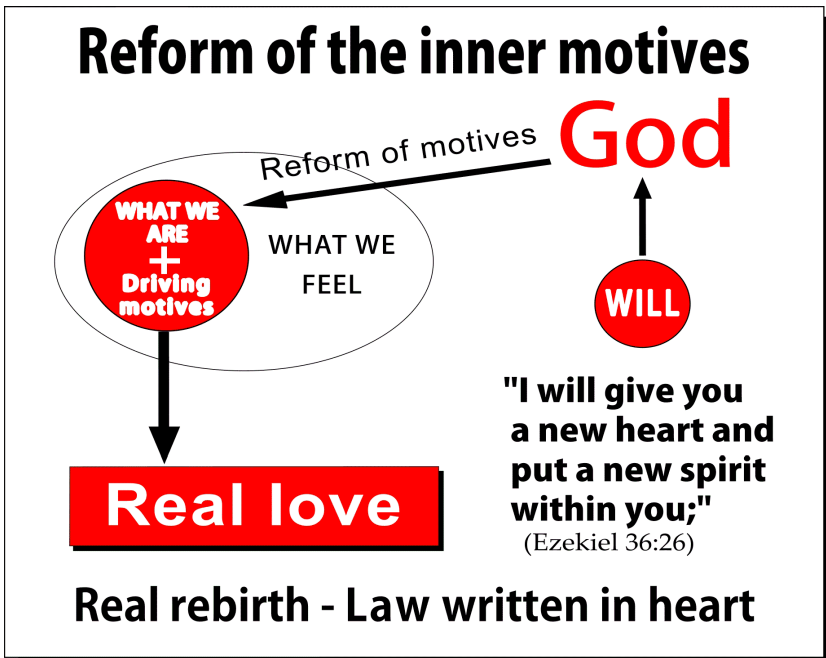 Reform of the inner motives
God
Reform of motives
WHAT WE
ARE
+
Driving
motives
WHAT WE
FEEL
WILL
"I will give you
a new heart and
put a new spirit
within you;"
(Ezekiel 36:26)
Real love
Real rebirth - Law written in heart